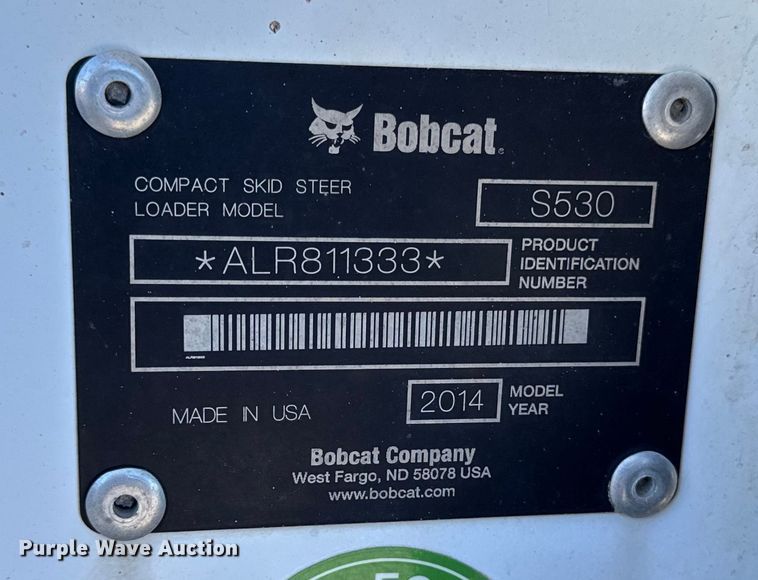 Bobcat
COMPACT SKID STEER
LOADER MODEL
S530
*ALR811333*
PRODUCT
IDENTIFICATION
NUMBER
ALR811333
MADE IN USA
2014
MODEL
YEAR
Bobcat Company
West Fargo, ND 58078 USA
www.bobcat.com
Purple Wave Auction